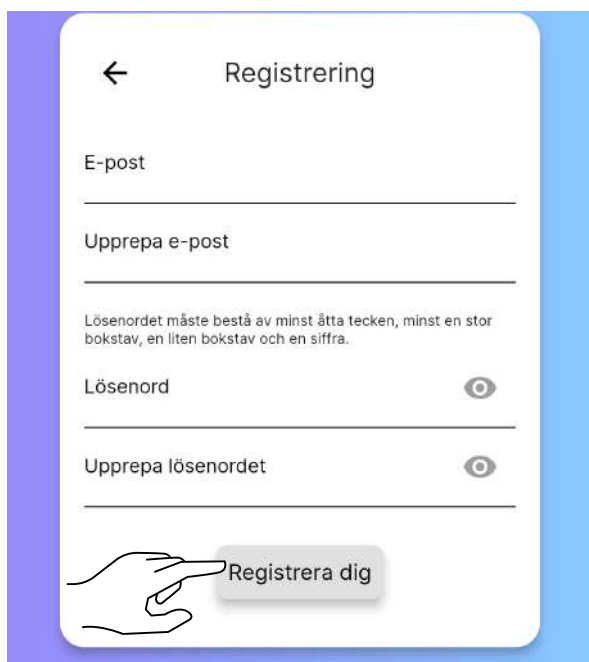 Registrering
E-post
Upprepa e-post
Lösenordet måste bestå av minst åtta tecken, minst en stor
bokstav, en liten bokstav och en siffra.
Lösenord
Upprepa lösenordet
Registrera dig